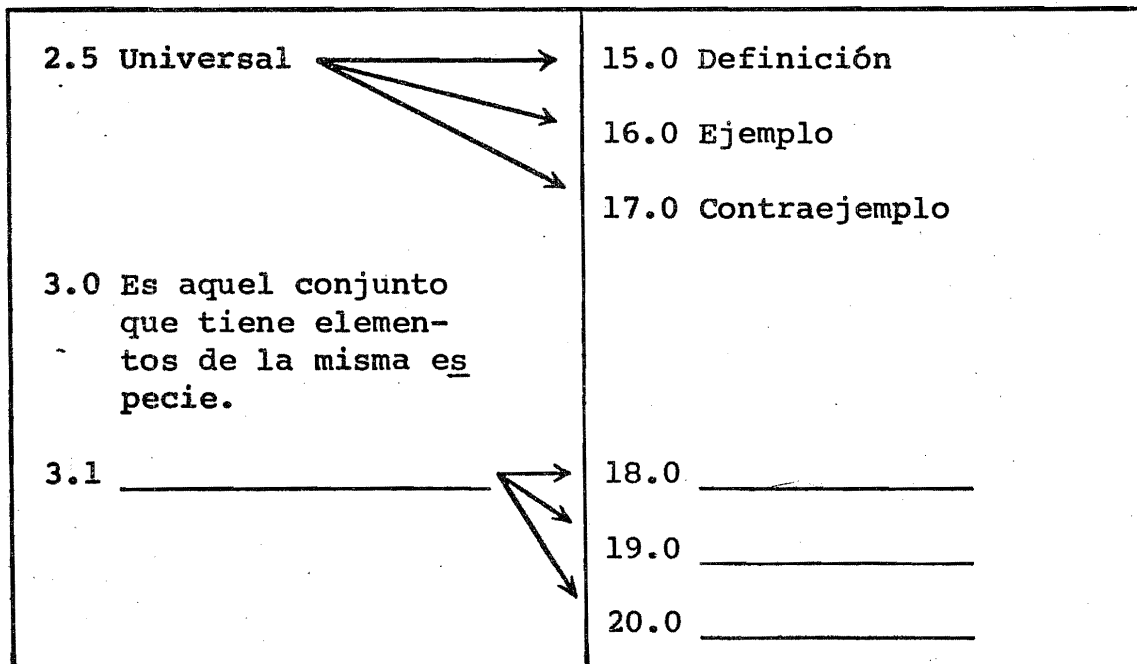 2.5 Universal
15.0 Definición
16.0 Ejemplo
17.0 Contraejemplo
3.0 Es aquel conjunto
que tiene elemen-
tos de la misma es
pecie.
3.1
18.0
19.0
20.0